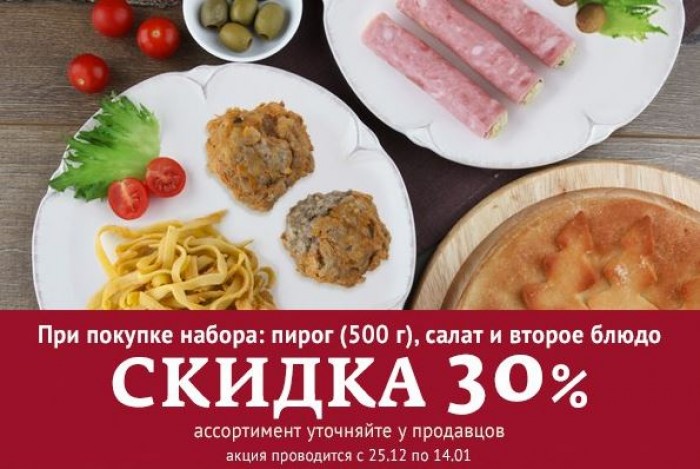 При покупке набора: пирог (500 г), салат и второе блюдо
СКИДКА 30%
ассортимент уточняйте у продавцов
акция проводится с 25.12 по 14.01